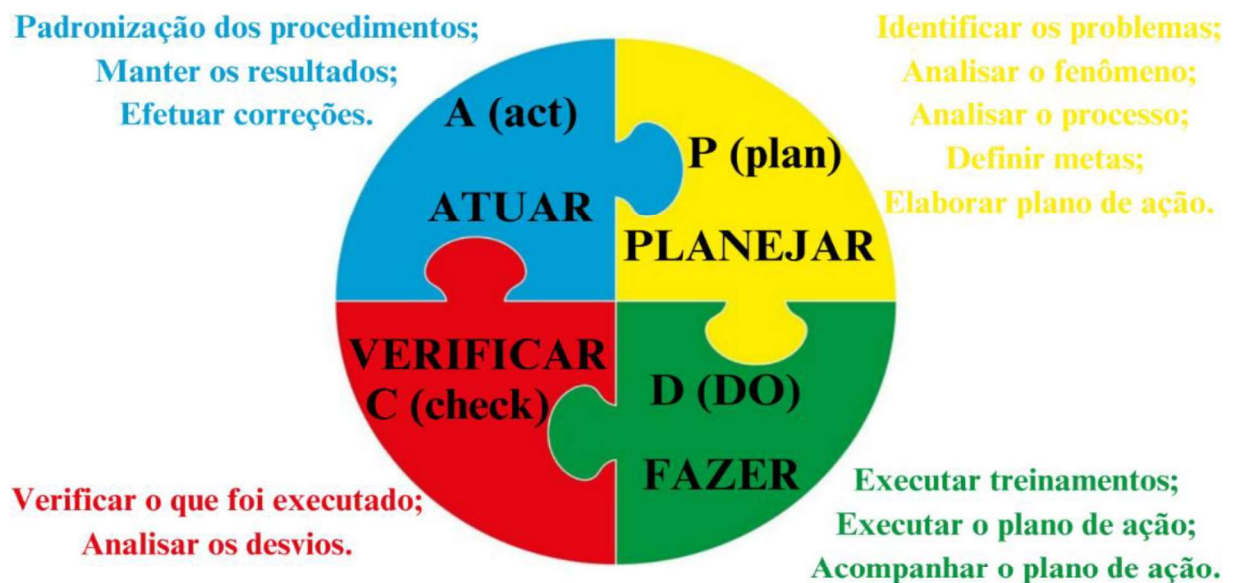 Padronização dos procedimentos;
Manter os resultados;
Efetuar correções.
A (act)
ATUAR
Identificar os problemas;
Analisar o fenômeno;
Analisar o processo;
Definir metas;
Elaborar plano de ação.
P (plan)
PLANEJAR
VERIFICAR
C (check)
Verificar o que foi executado;
Analisar os desvios.
D (DO)
FAZER
Executar treinamentos;
Executar o plano de ação;
Acompanhar o plano de ação.